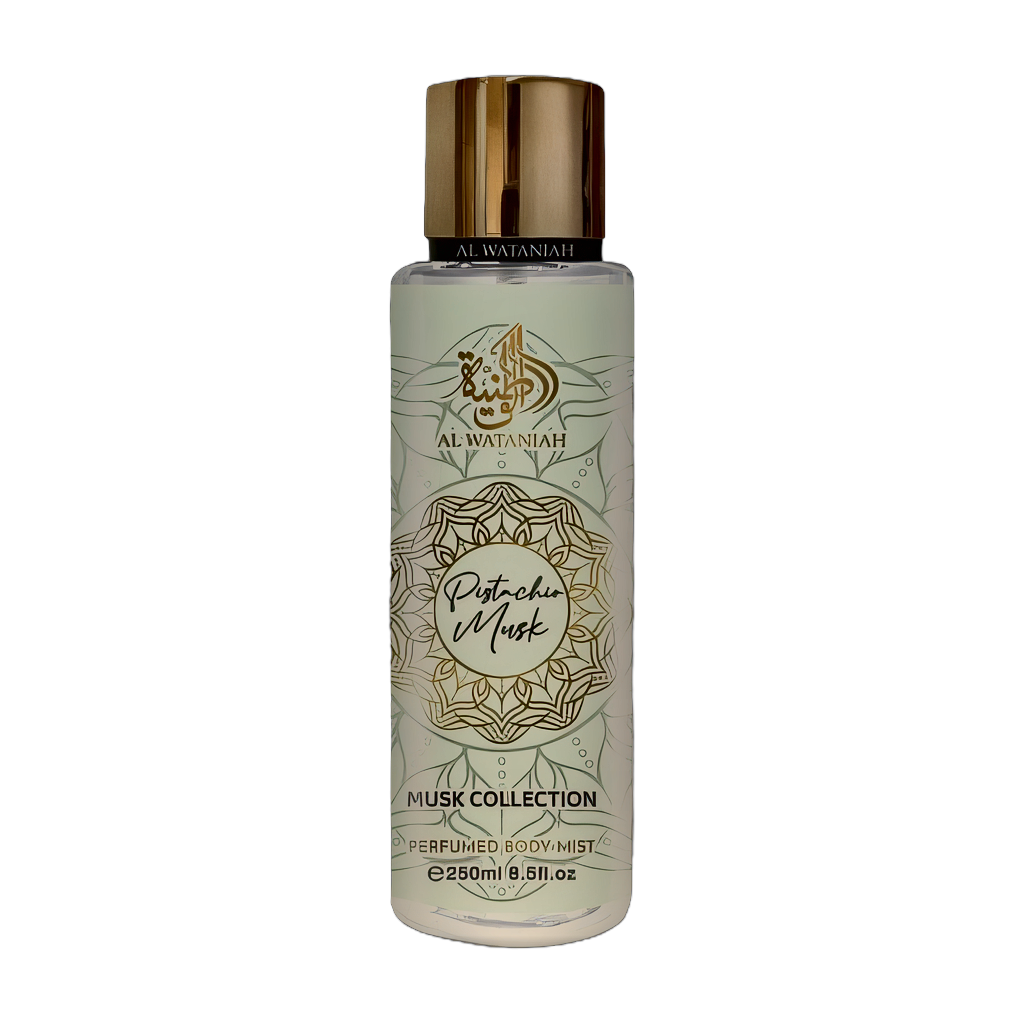 AL WATANIAH
الوطنية
AL WATANIAH
Pistachio
Musk
MUSK COLLECTION
PERFUMED BODY MIST
℮250ml 8.5fl.oz